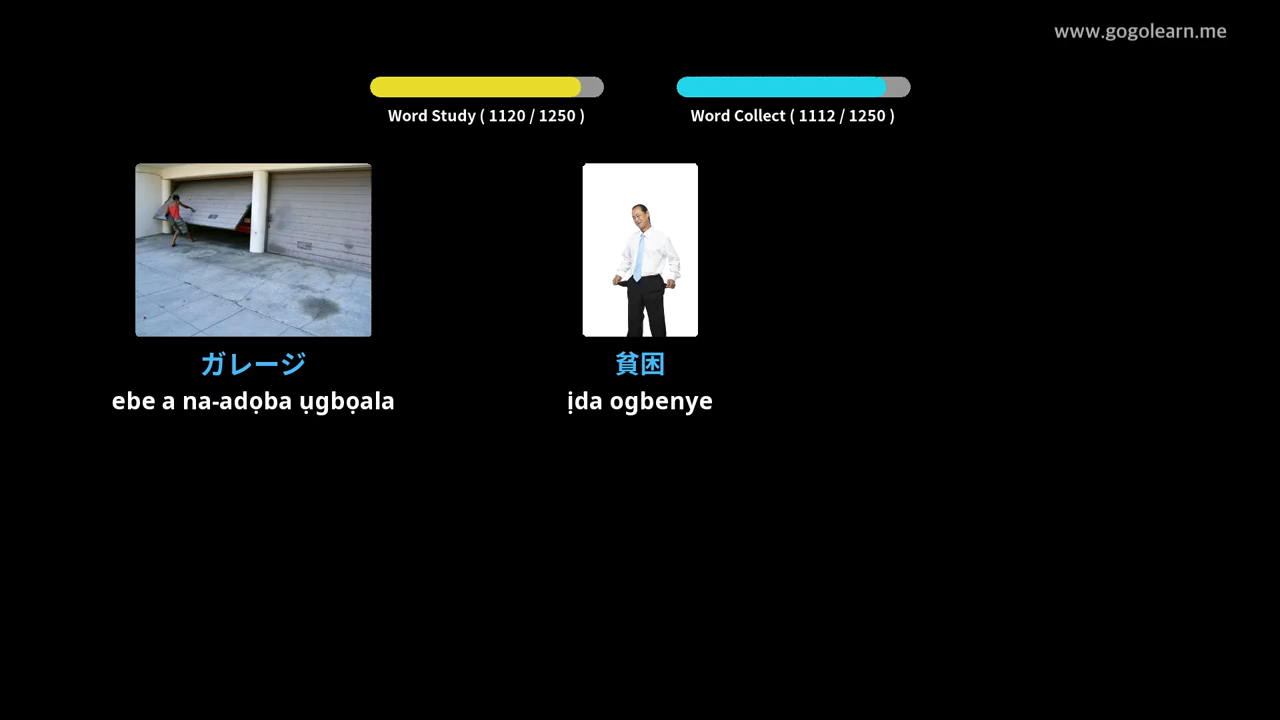 www.gogolearn.me
Word Study ( 1120 / 1250 )
Word Collect ( 1112 / 1250 )
ガレージ
ebe a na-adọba ụgbọala
貧困
ịda ogbenye